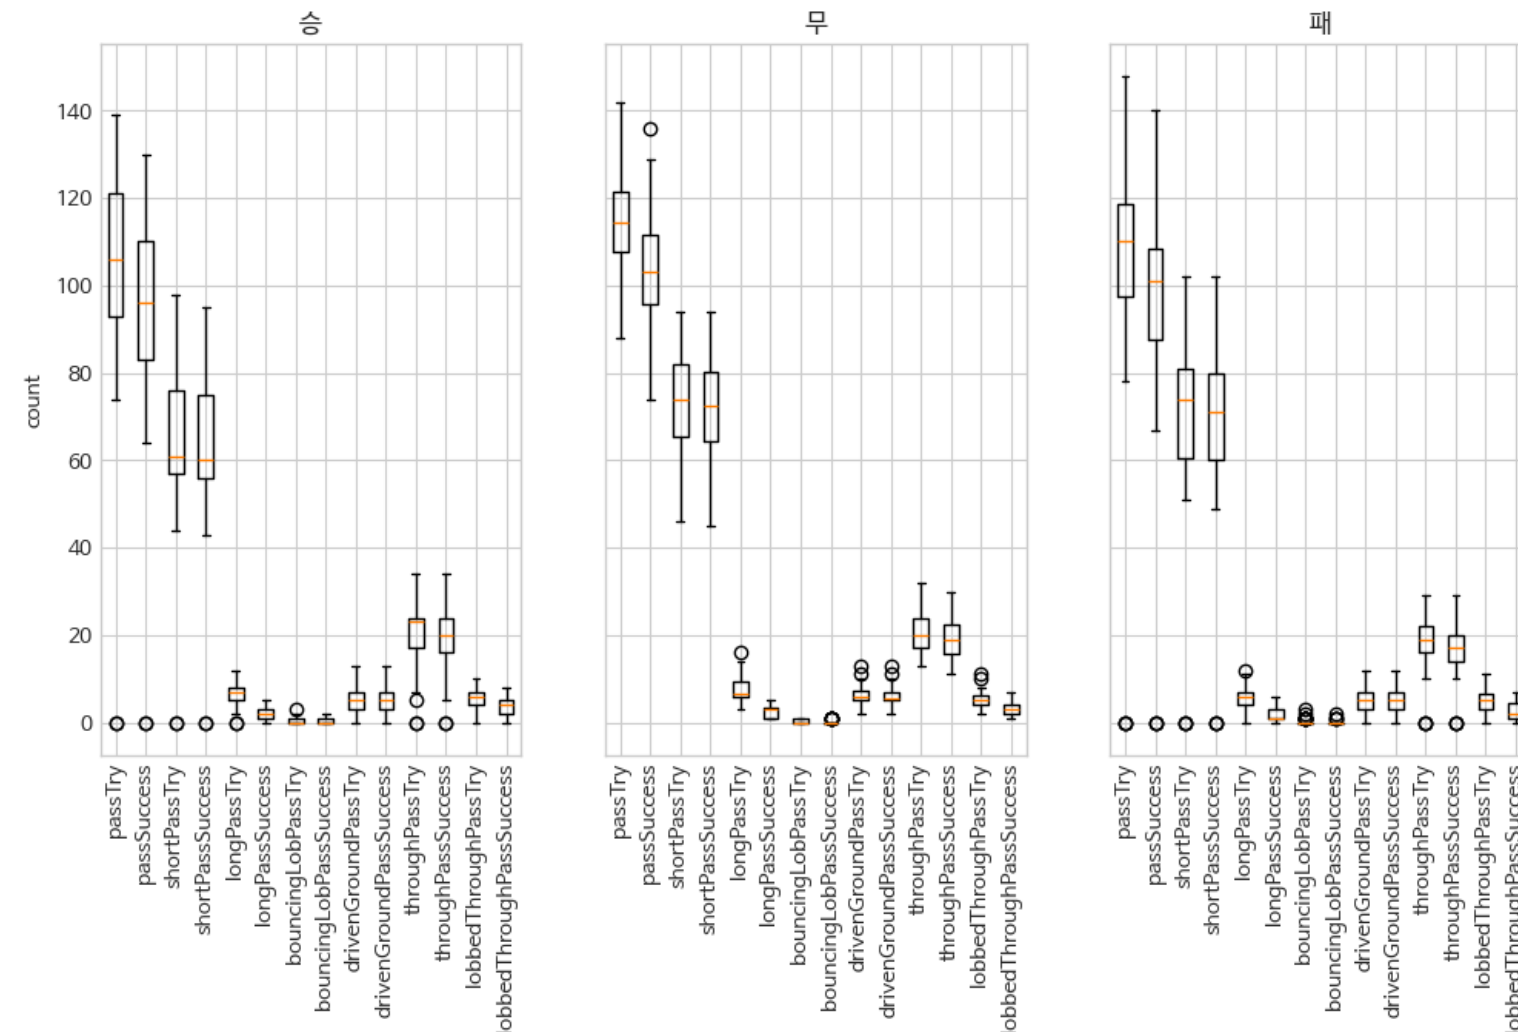 승
무
패
count
140
120
100
80
60
40
20
0
passTry
passSuccess
shortPassTry
shortPassSuccess
longPassTry
longPassSuccess
bouncingLobPassTry
bouncingLobPassSuccess
drivenGroundPassTry
drivenGroundPassSuccess
throughPassTry
throughPassSuccess
lobbedThroughPassTry
lobbedThroughPassSuccess
passTry
passSuccess
shortPassTry
shortPassSuccess
longPassTry
longPassSuccess
bouncingLobPassTry
bouncingLobPassSuccess
drivenGroundPassTry
drivenGroundPassSuccess
throughPassTry
throughPassSuccess
lobbedThroughPassTry
lobbedThroughPassSuccess
passTry
passSuccess
shortPassTry
shortPassSuccess
longPassTry
longPassSuccess
bouncingLobPassTry
bouncingLobPassSuccess
drivenGroundPassTry
drivenGroundPassSuccess
throughPassTry
throughPassSuccess
lobbedThroughPassTry
obbedThroughPassSuccess